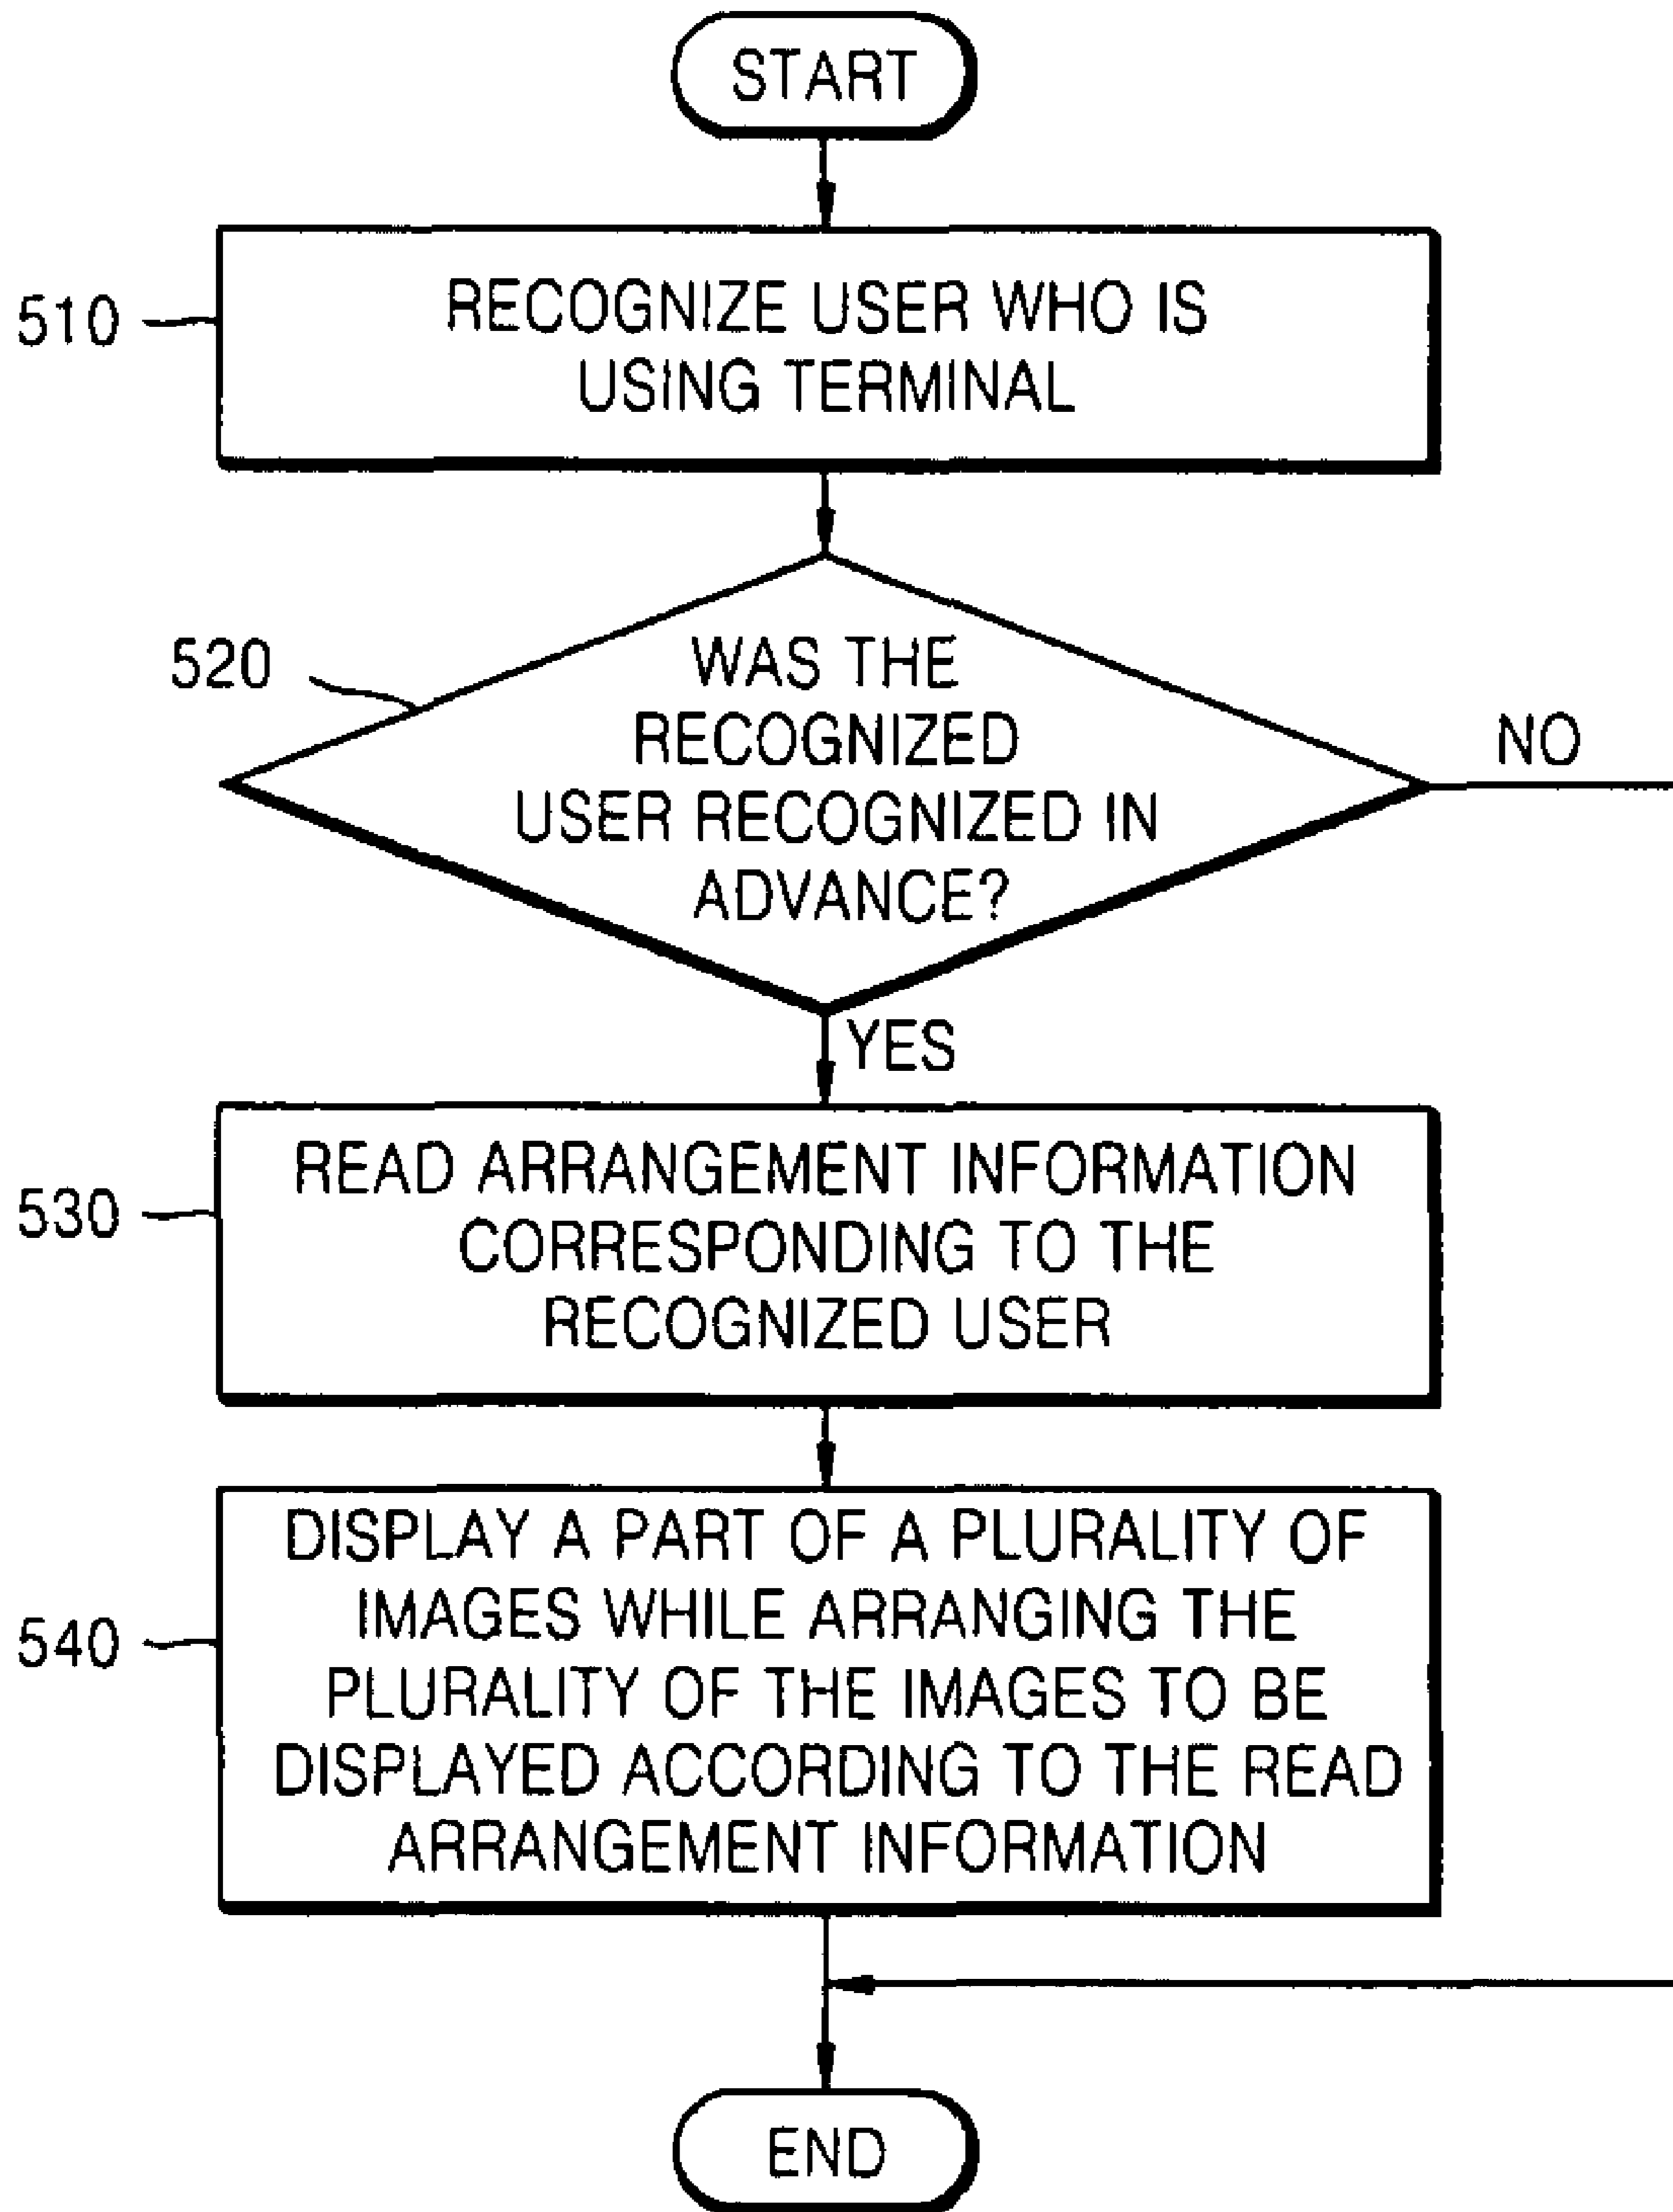 START
510
RECOGNIZE USER WHO IS
USING TERMINAL
520
WAS THE
RECOGNIZED
USER RECOGNIZED IN
ADVANCE?
NO
YES
530
READ ARRANGEMENT INFORMATION
CORRESPONDING TO THE
RECOGNIZED USER
540
DISPLAY A PART OF A PLURALITY OF
IMAGES WHILE ARRANGING THE
PLURALITY OF THE IMAGES TO BE
DISPLAYED ACCORDING TO THE READ
ARRANGEMENT INFORMATION
END